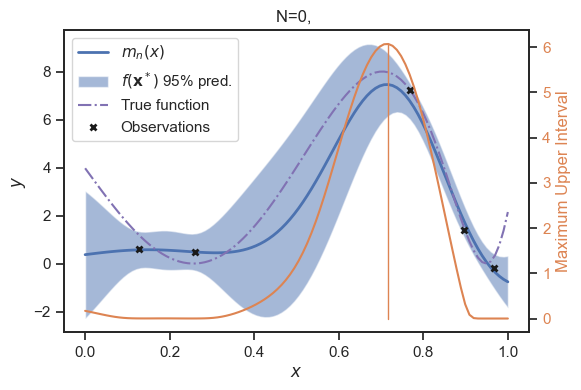 N=0,
mₙ(x)
f(x*) 95% pred.
True function
Observations
8
6
4
2
0
−2
y
0.0 0.2 0.4 0.6 0.8 1.0
x
6
5
4
3
2
1
0
Maximum Upper Interval